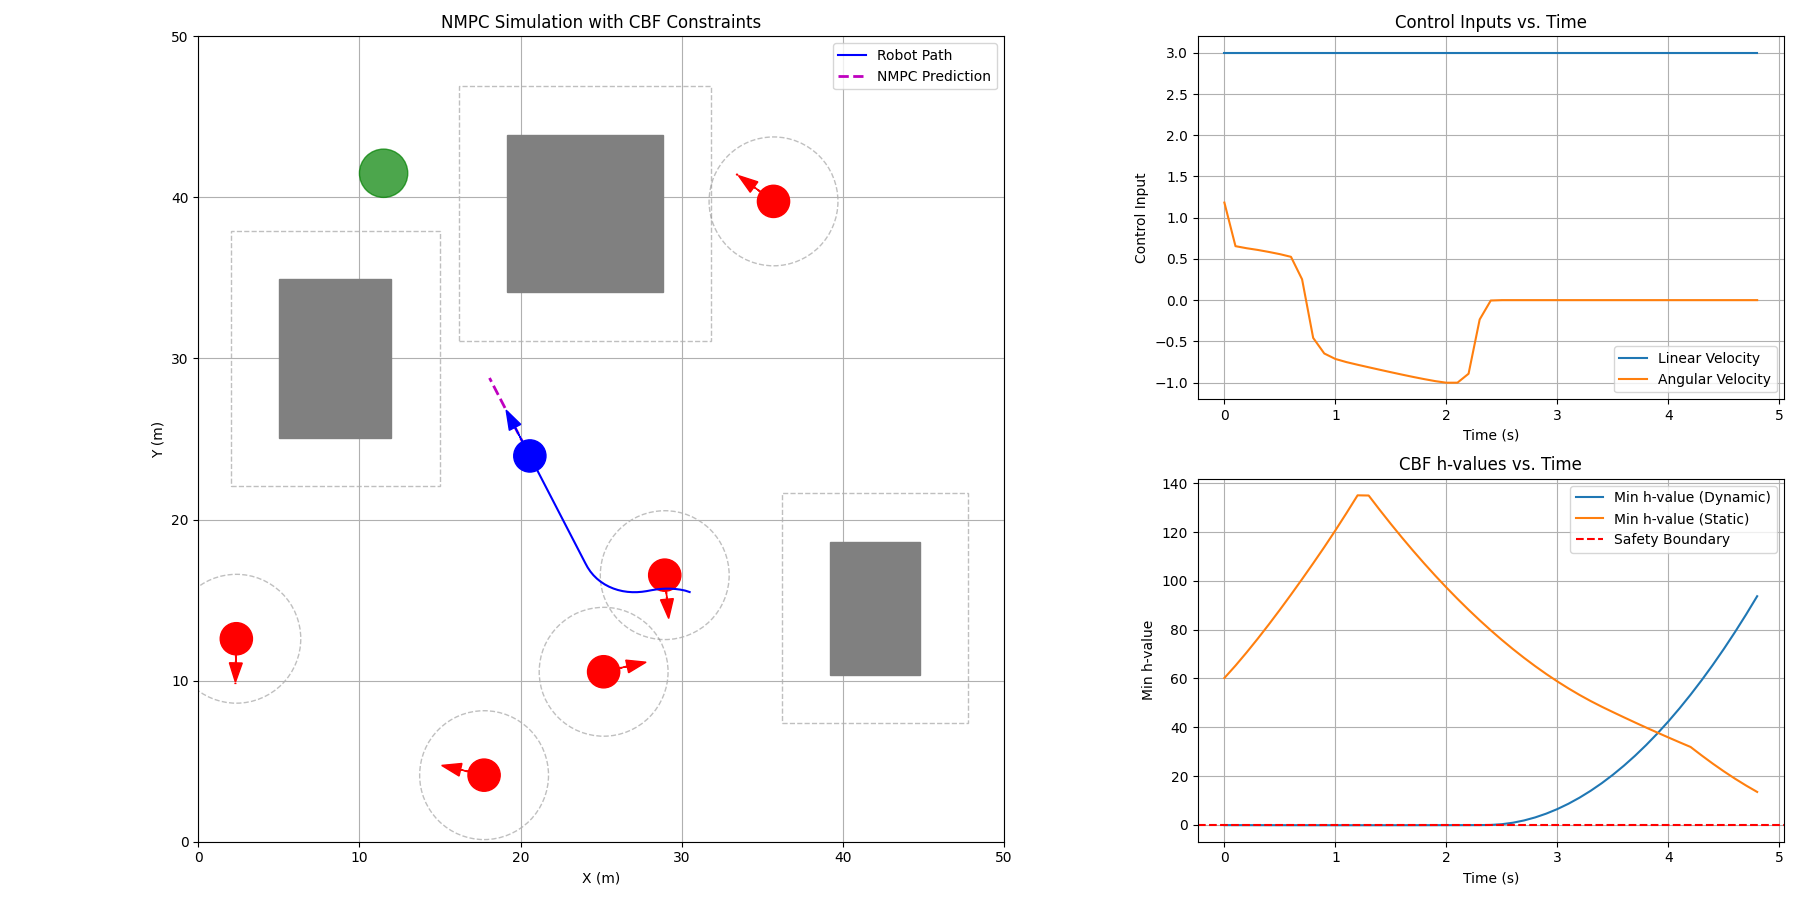 NMPC Simulation with CBF Constraints
50
40
30
20
10
0
Y (m)
Robot Path
NMPC Prediction
0 10 20 30 40 50
X (m)
Control Inputs vs. Time
3.0
2.5
2.0
1.5
1.0
0.5
0.0
−0.5
−1.0
Control Input
Linear Velocity
Angular Velocity
0 1 2 3 4 5
Time (s)
CBF h-values vs. Time
140
120
100
80
60
40
20
0
Min h-value
Min h-value (Dynamic)
Min h-value (Static)
Safety Boundary
0 1 2 3 4 5
Time (s)